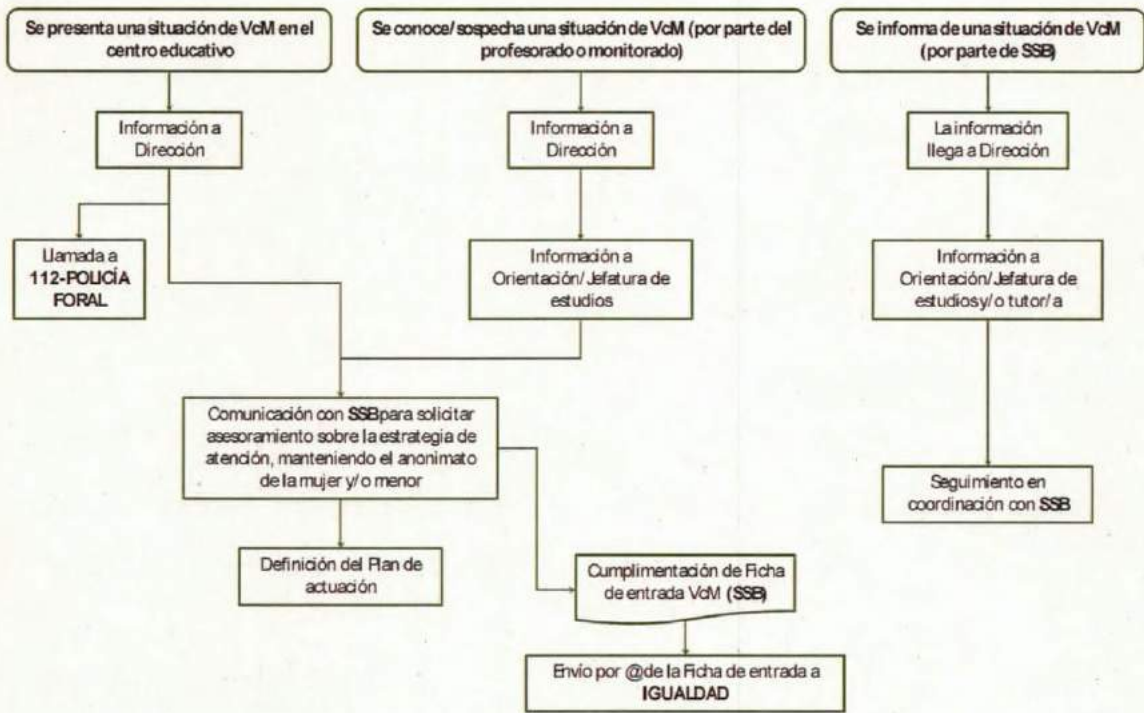 Se presenta una situación de VcM en el
centro educativo
Se conoce/sospecha una situación de VcM (por parte del
profesorado o monitorado)
Se informa de una situación de VcM
(por parte de SSB)
Información a
Dirección
Información a
Dirección
La información
llega a Dirección
Llamada a
112-POLICÍA
FORAL
Información a
Orientación/Jefatura de
estudios
Información a
Orientación/Jefatura de
estudios y/o tutor/a
Comunicación con SSB para solicitar
asesoramiento sobre la estrategia de
atención, manteniendo el anonimato
de la mujer y/o menor
Seguimiento en
coordinación con SSB
Definición del Plan de
actuación
Cumplimentación de Ficha
de entrada VcM (SSB)
Envío por @ de la Ficha de entrada a
IGUALDAD